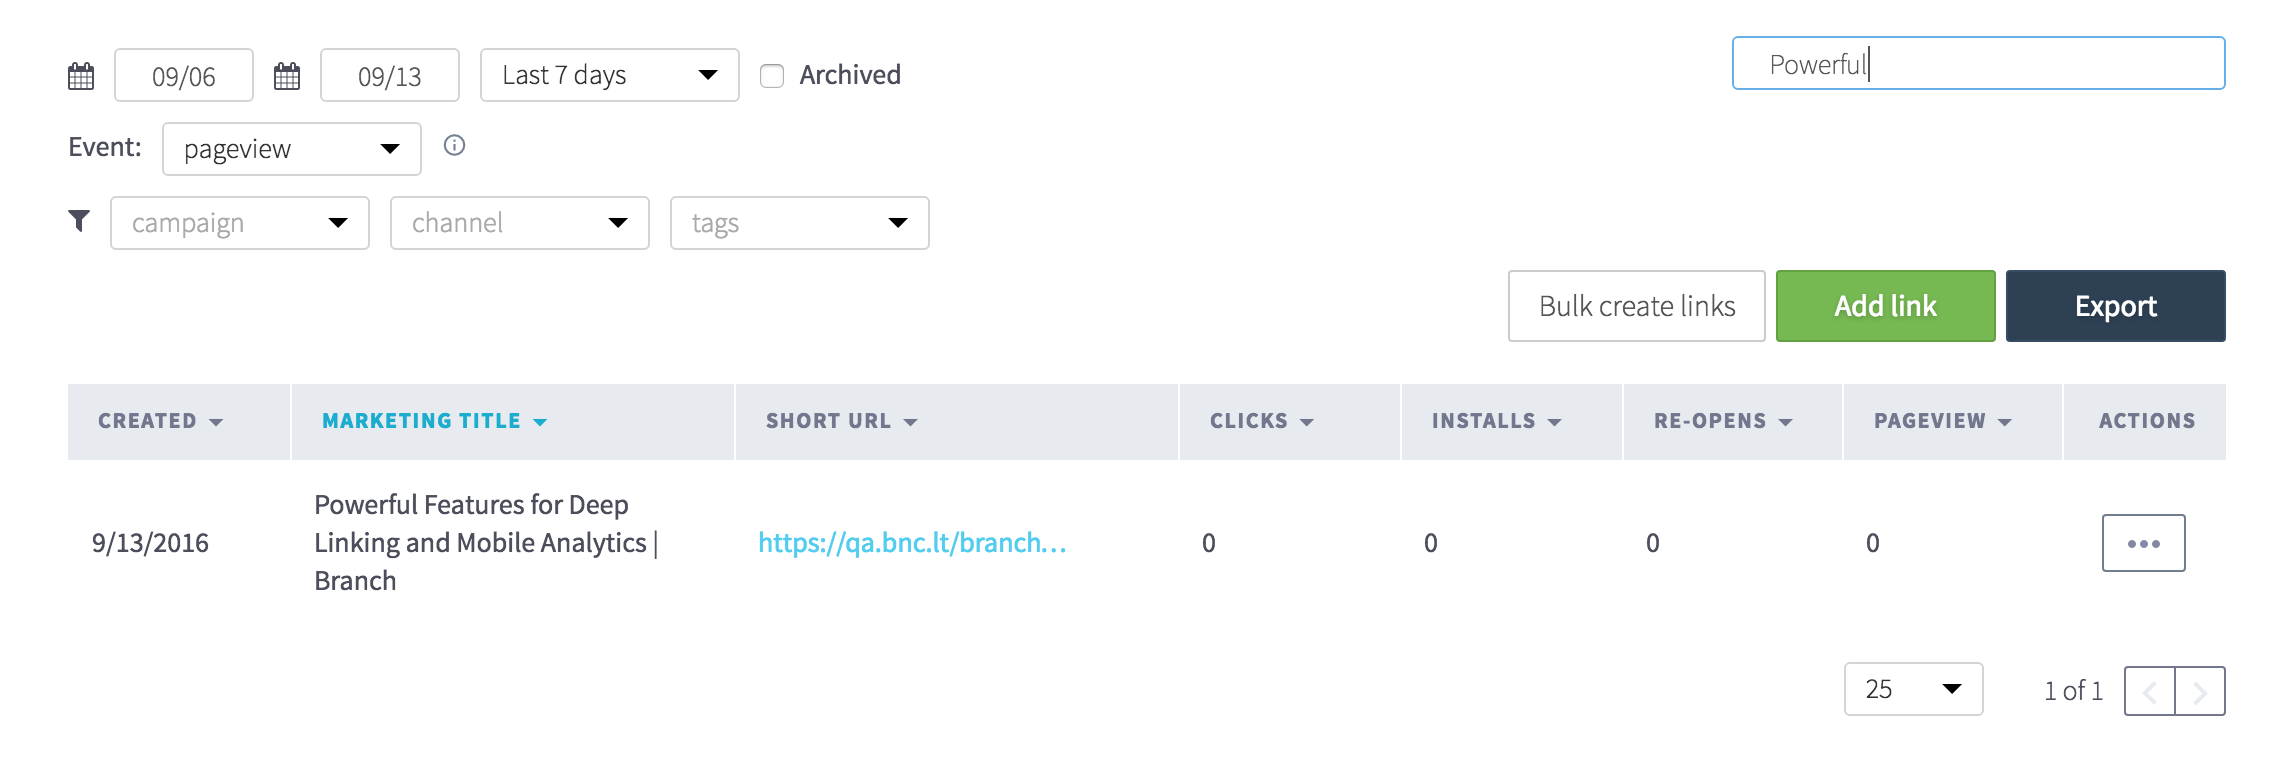 09/06 09/13 Last 7 days Archived Powerful
Event: pageview
campaign channel tags
Bulk create links Add link Export
CREATED MARKETING TITLE SHORT URL CLICKS INSTALLS RE-OPENS PAGEVIEW ACTIONS
9/13/2016
Powerful Features for Deep
Linking and Mobile Analytics |
Branch
https://qa.bnc.lt/branch...
0 0 0 0
25 1 of 1